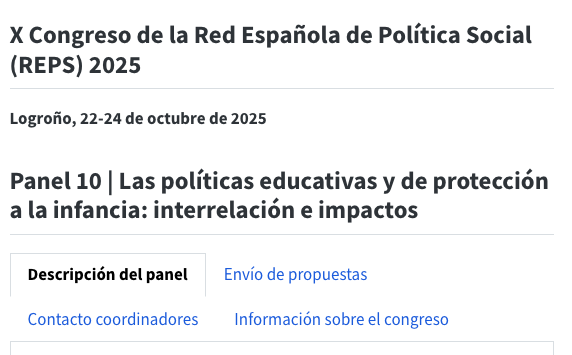 X Congreso de la Red Española de Política Social
(REPS) 2025
Logroño, 22-24 de octubre de 2025
Panel 10 | Las políticas educativas y de protección
a la infancia: interrelación e impactos
Descripción del panel
Envío de propuestas
Contacto coordinadores
Información sobre el congreso